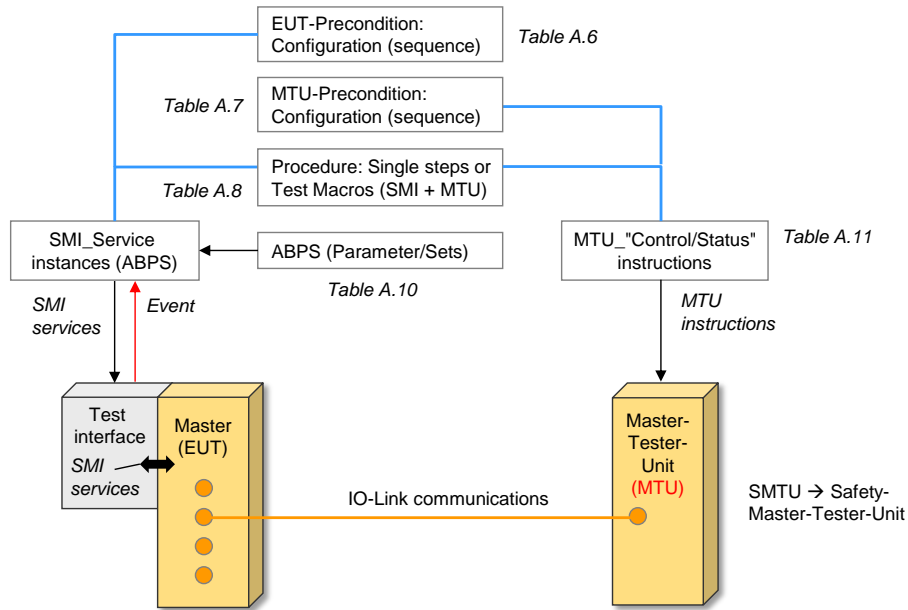 EUT-Precondition:
Configuration (sequence)
Table A.6
Table A.7
MTU-Precondition:
Configuration (sequence)
Table A.8
Procedure: Single steps or
Test Macros (SMI + MTU)
SMI_Service
instances (ABPS)
ABPS (Parameter/Sets)
Table A.10
MTU_"Control/Status"
instructions
Table A.11
SMI
services
Event
MTU
instructions
Test
interface
SMI
services
Master
(EUT)
IO-Link communications
Master-
Tester-
Unit
(MTU)
SMTU → Safety-
Master-Tester-Unit